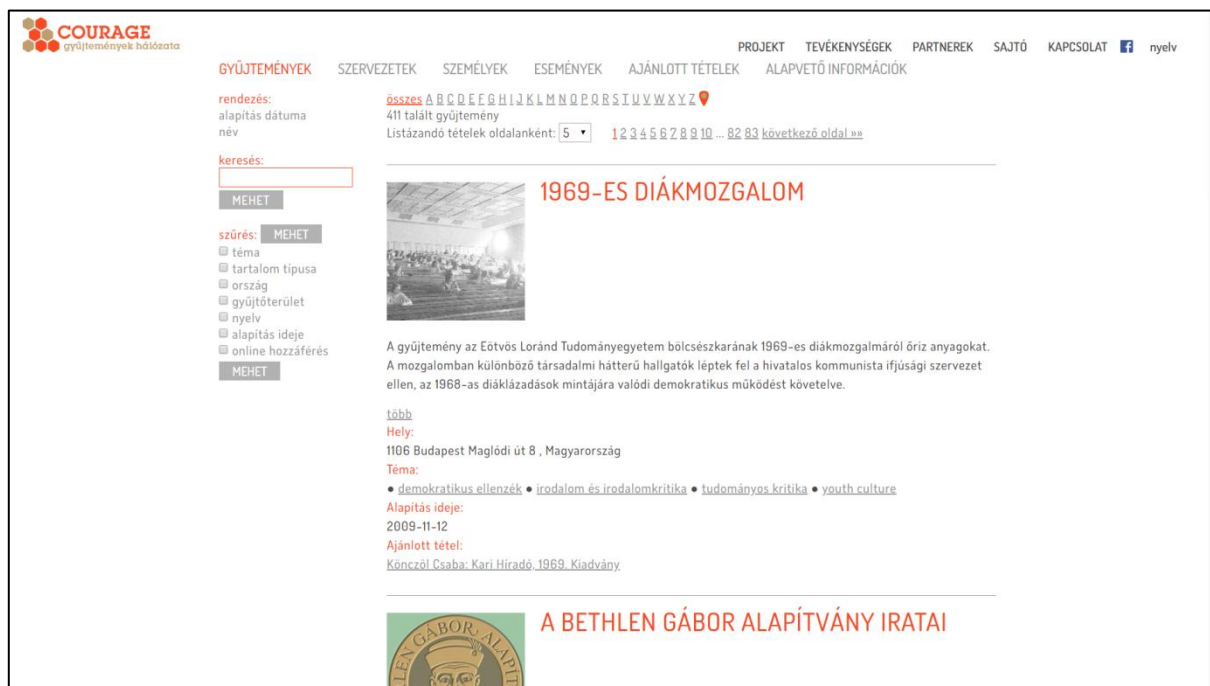 COURAGE
gyűjtemények hálózata
PROJEKT TEVÉKENYSÉGEK PARTNEREK SAJTÓ KAPCSOLAT f nyelv
GYŰJTEMÉNYEK SZERVEZETEK SZEMÉLYEK ESEMÉNYEK AJÁNLOTT TÉTELEK ALAPVETŐ INFORMÁCIÓK
rendezés:
alapítás dátuma
név
keresés:
MEHET
szűrés: MEHET
téma
tartalom típusa
ország
gyűjtőterület
nyelv
alapítás ideje
online hozzáférés
MEHET
összes A B C D E F G H I J K L M N O P Q R S T U V W X Y Z
411 talált gyűjtemény
Listázandó tételek oldalanként: 5 1 2 3 4 5 6 7 8 9 10 ... 82 83 következő oldal »»
1969-ES DIÁKMOZGALOM
A gyűjtemény az Eötvös Loránd Tudományegyetem bölcsészkarának 1969-es diákmozgalmáról őriz anyagokat.
A mozgalomban különböző társadalmi hátterű hallgatók léptek fel a hivatalos kommunista ifjúsági szervezet
ellen, az 1968-as diáklázadások mintájára valódi demokratikus működést követelve.
több
Hely:
1106 Budapest Maglódi út 8 , Magyarország
Téma:
● demokratikus ellenzék ● irodalom és irodalomkritika ● tudományos kritika ● youth culture
Alapítás ideje:
2009-11-12
Ajánlott tétel:
Könczöl Csaba: Kari Híradó, 1969. Kiadvány
A BETHLEN GÁBOR ALAPÍTVÁNY IRATAI
LEN GÁBOR ALAPÍT